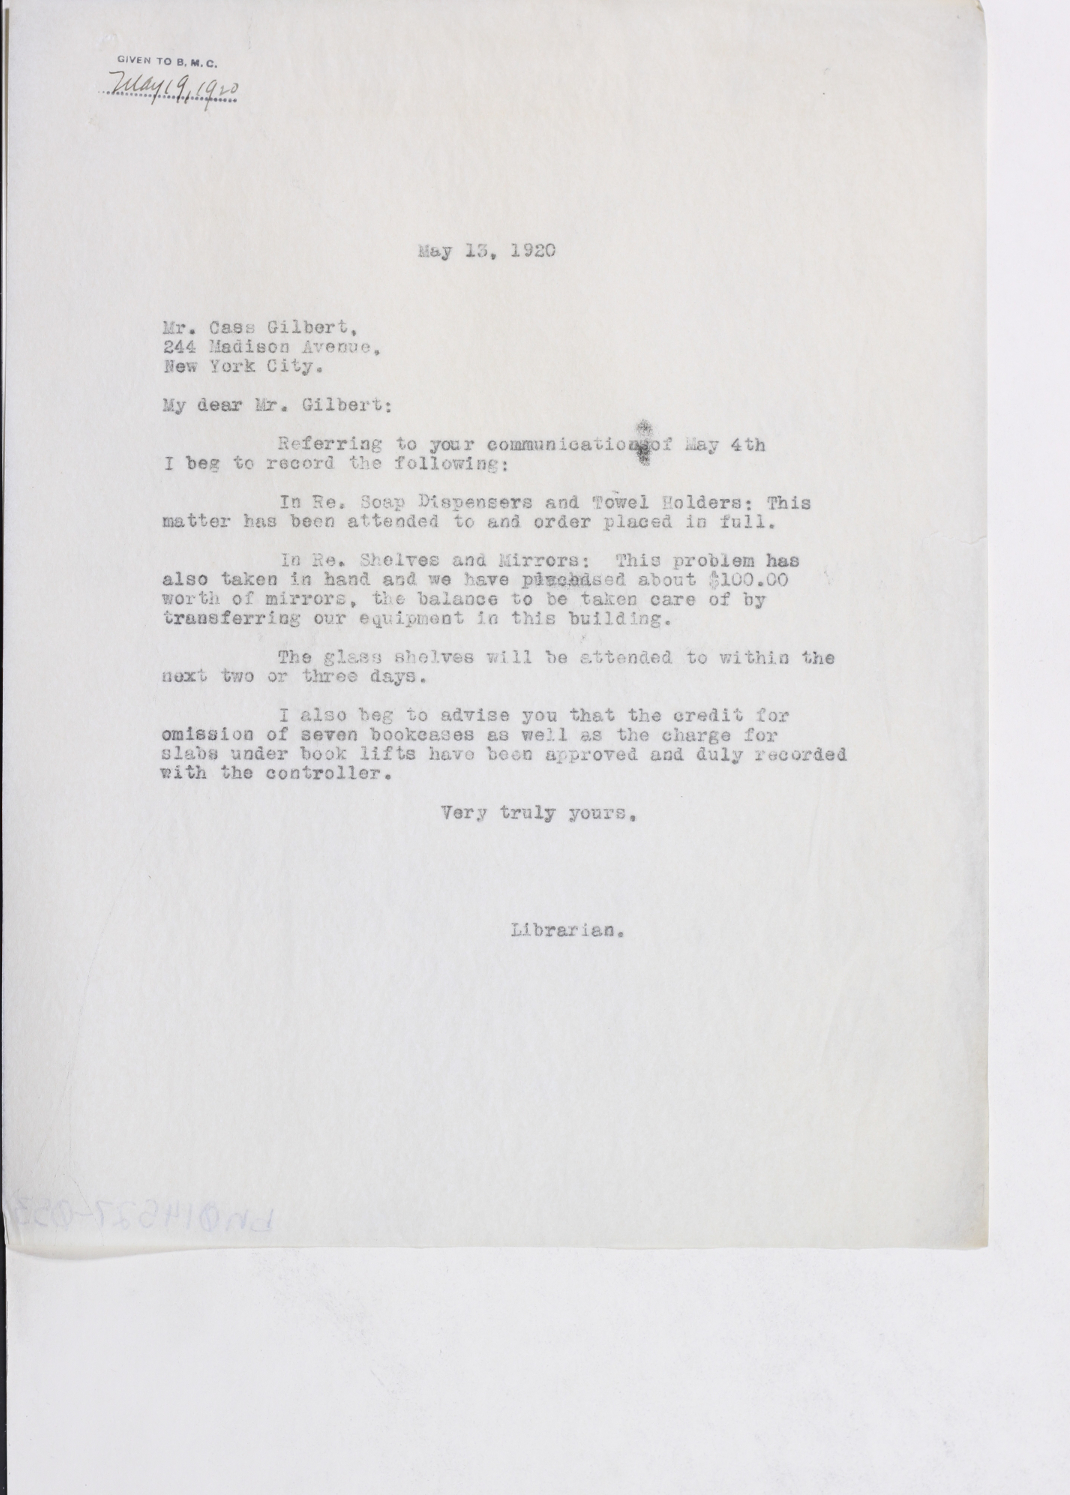 GIVEN TO B. M. C.
May 19, 1920
May 13, 1920
Mr. Cass Gilbert,
244 Madison Avenue,
New York City.
My dear Mr. Gilbert:
Referring to your communication of May 4th
I beg to record the following:
In Re. Soap Dispensers and Towel Holders: This
matter has been attended to and order placed in full.
In Re. Shelves and Mirrors: This problem has
also taken in hand and we have purchased about $100.00
worth of mirrors, the balance to be taken care of by
transferring our equipment in this building.
The glass shelves will be attended to within the
next two or three days.
I also beg to advise you that the credit for
omission of seven bookcases as well as the charge for
slabs under book lifts have been approved and duly recorded
with the controller.
Very truly yours,
Librarian.